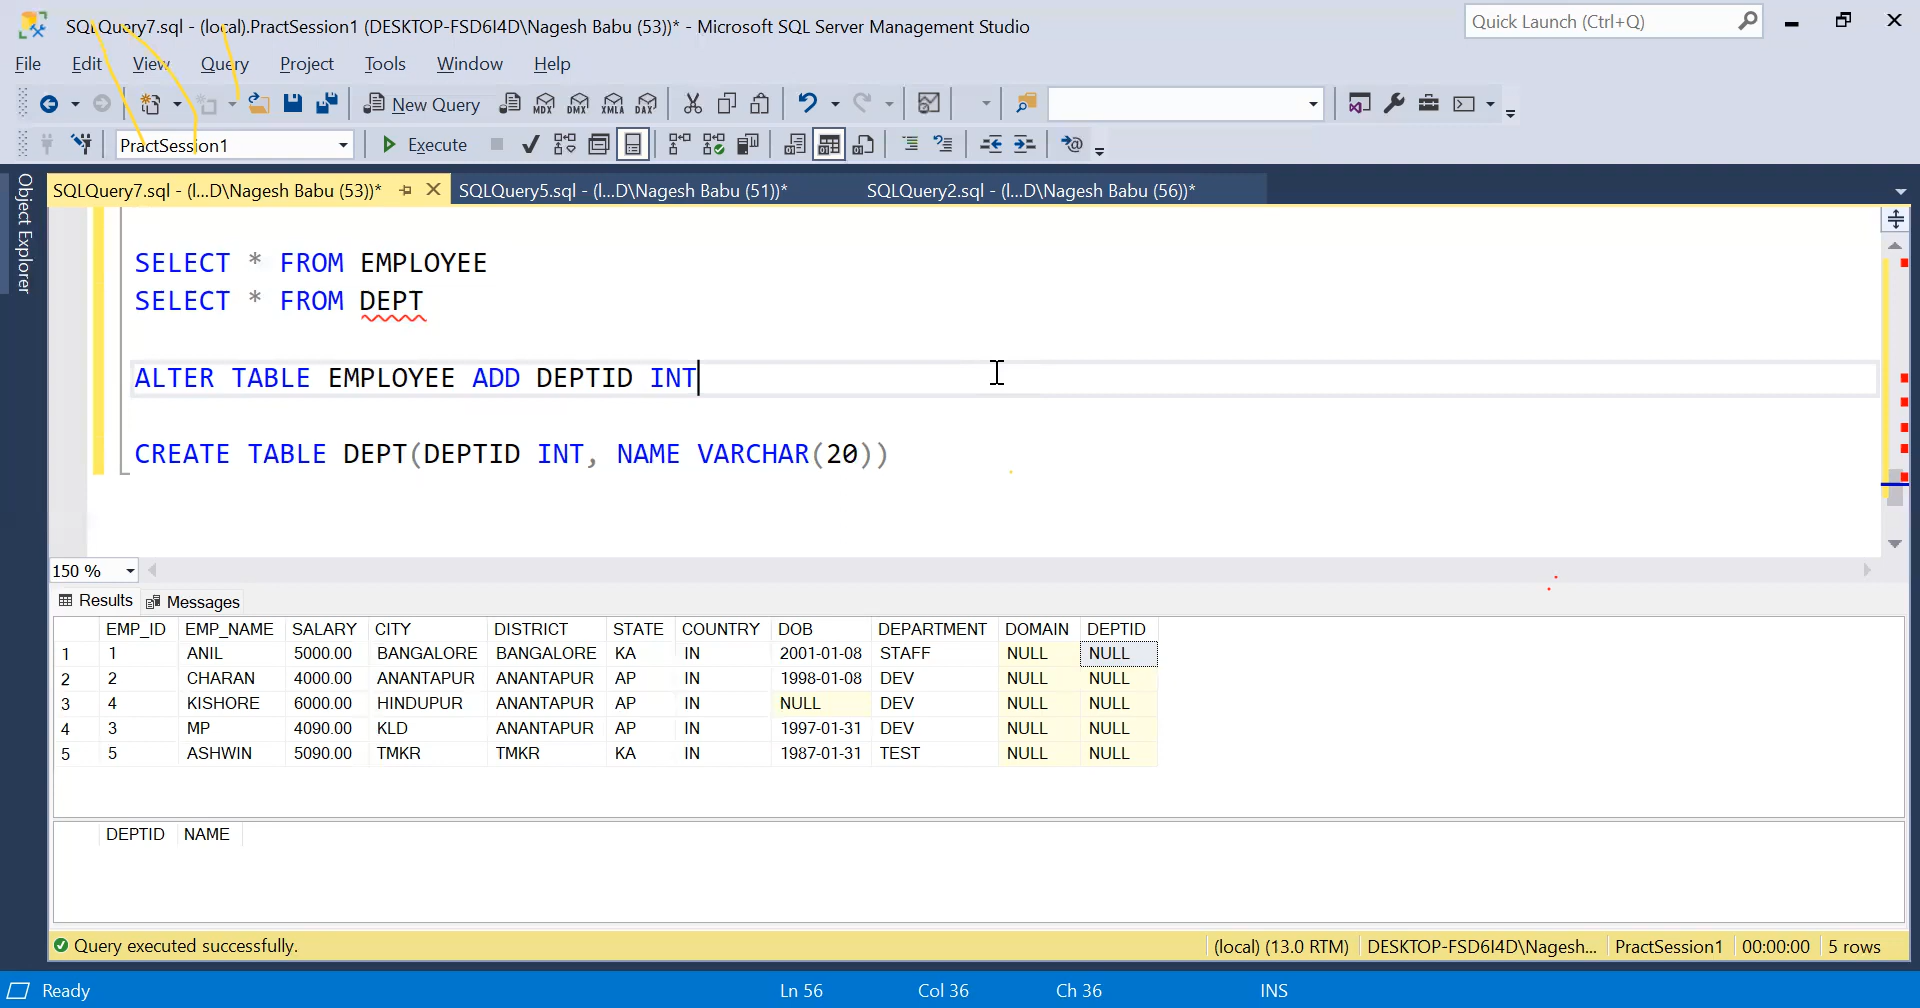 SQLQuery7.sql - (local).PractSession1 (DESKTOP-FSD6I4D\Nagesh Babu (53))* - Microsoft SQL Server Management Studio
Quick Launch (Ctrl+Q)
File Edit View Query Project Tools Window Help
New Query MDX DMX XMLA DAX
PractSession1 Execute
Object Explorer
SQLQuery7.sql - (l...D\Nagesh Babu (53))* SQLQuery5.sql - (l...D\Nagesh Babu (51))* SQLQuery2.sql - (l...D\Nagesh Babu (56))*
SELECT * FROM EMPLOYEE
SELECT * FROM DEPT
ALTER TABLE EMPLOYEE ADD DEPTID INT
CREATE TABLE DEPT(DEPTID INT, NAME VARCHAR(20))
150 %
Results Messages
EMP_ID EMP_NAME SALARY CITY DISTRICT STATE COUNTRY DOB DEPARTMENT DOMAIN DEPTID
1 1 ANIL 5000.00 BANGALORE BANGALORE KA IN 2001-01-08 STAFF NULL NULL
2 2 CHARAN 4000.00 ANANTAPUR ANANTAPUR AP IN 1998-01-08 DEV NULL NULL
3 4 KISHORE 6000.00 HINDUPUR ANANTAPUR AP IN NULL DEV NULL NULL
4 3 MP 4090.00 KLD ANANTAPUR AP IN 1997-01-31 DEV NULL NULL
5 5 ASHWIN 5090.00 TMKR TMKR KA IN 1987-01-31 TEST NULL NULL
DEPTID NAME
Query executed successfully. (local) (13.0 RTM) DESKTOP-FSD6I4D\Nagesh... PractSession1 00:00:00 5 rows
Ready Ln 56 Col 36 Ch 36 INS